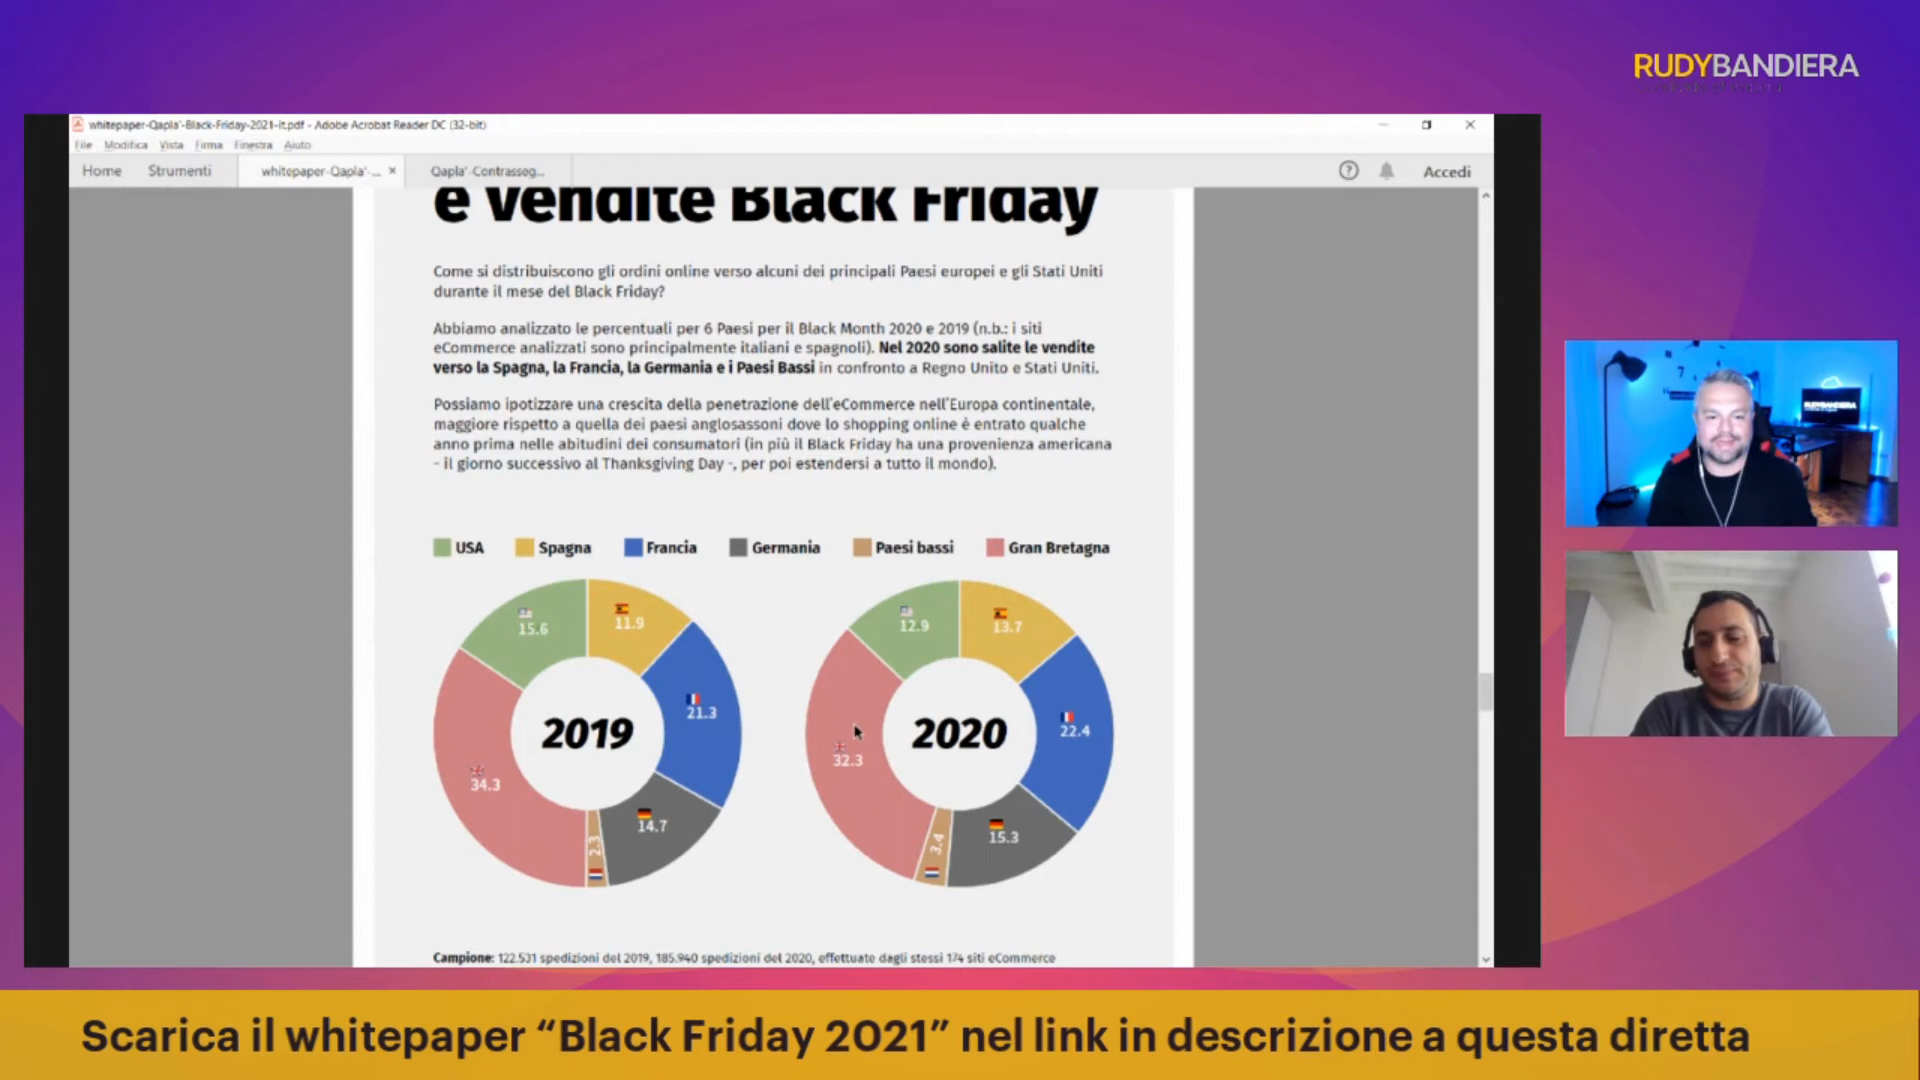 RUDYBANDIERA
whitepaper-Qapla'-Black-Friday-2021-it.pdf - Adobe Acrobat Reader DC (32-bit)
File Modifica Vista Firma Finestra Aiuto
Home Strumenti whitepaper-Qapla'-... × Qapla'-Contrasseg... Accedi
e vendite Black Friday
Come si distribuiscono gli ordini online verso alcuni dei principali Paesi europei e gli Stati Uniti
durante il mese del Black Friday?
Abbiamo analizzato le percentuali per 6 Paesi per il Black Month 2020 e 2019 (n.b.: i siti
eCommerce analizzati sono principalmente italiani e spagnoli). Nel 2020 sono salite le vendite
verso la Spagna, la Francia, la Germania e i Paesi Bassi in confronto a Regno Unito e Stati Uniti.
Possiamo ipotizzare una crescita della penetrazione dell'eCommerce nell'Europa continentale,
maggiore rispetto a quella dei paesi anglosassoni dove lo shopping online è entrato qualche
anno prima nelle abitudini dei consumatori (in più il Black Friday ha una provenienza americana
- il giorno successivo al Thanksgiving Day -, per poi estendersi a tutto il mondo).
USA Spagna Francia Germania Paesi bassi Gran Bretagna
15.6 11.9
21.3
2019
34.3
14.7
2.3
12.9 13.7
22.4
2020
32.3
15.3
3.4
Campione: 122.531 spedizioni del 2019, 185.940 spedizioni del 2020, effettuate dagli stessi 174 siti eCommerce
RUDYBANDIERA
Scarica il whitepaper “Black Friday 2021” nel link in descrizione a questa diretta